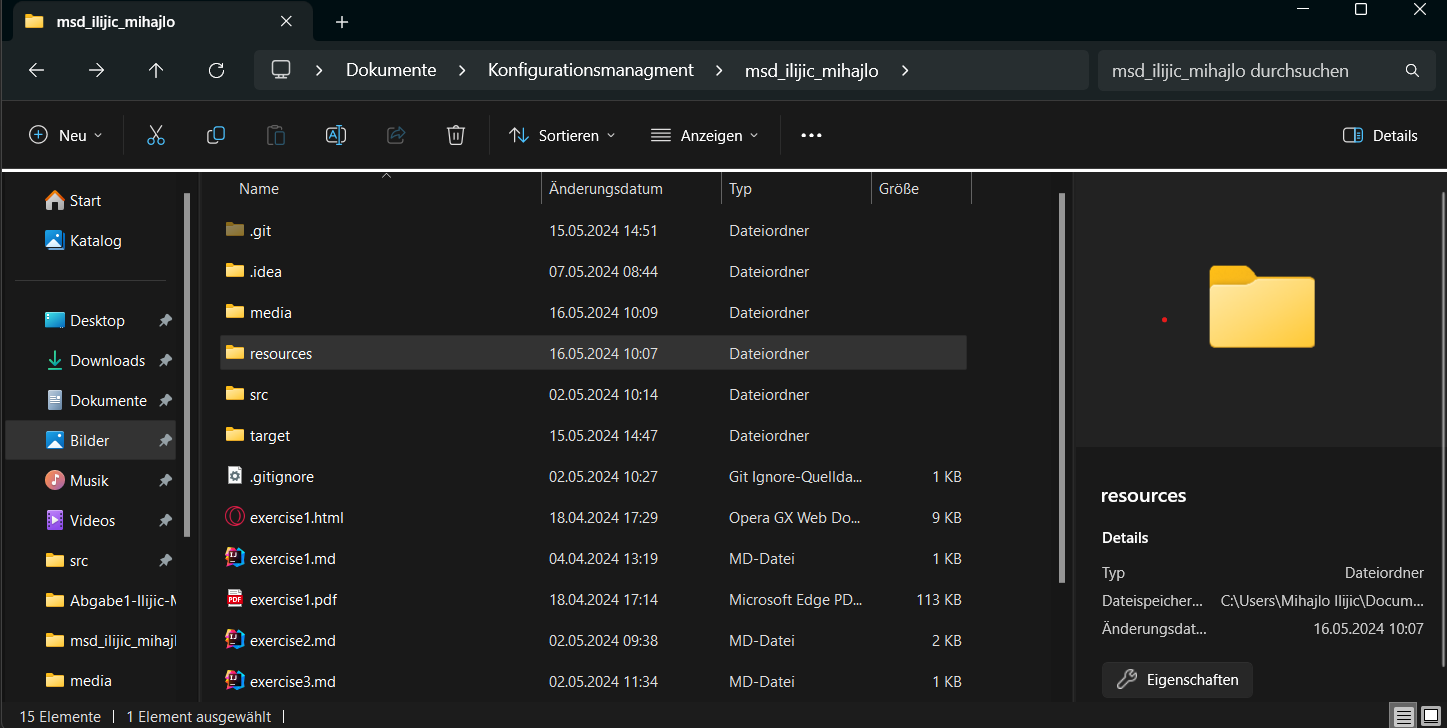 msd_ilijic_mihajlo
Dokumente Konfigurationsmanagment msd_ilijic_mihajlo
msd_ilijic_mihajlo durchsuchen
Neu Sortieren Anzeigen Details
Start
Katalog
Desktop
Downloads
Dokumente
Bilder
Musik
Videos
src
Abgabe1-Ilijic-M
msd_ilijic_mihajl
media
Name Änderungsdatum Typ Größe
.git 15.05.2024 14:51 Dateiordner
.idea 07.05.2024 08:44 Dateiordner
media 16.05.2024 10:09 Dateiordner
resources 16.05.2024 10:07 Dateiordner
src 02.05.2024 10:14 Dateiordner
target 15.05.2024 14:47 Dateiordner
.gitignore 02.05.2024 10:27 Git Ignore-Quellda... 1 KB
exercise1.html 18.04.2024 17:29 Opera GX Web Do... 9 KB
exercise1.md 04.04.2024 13:19 MD-Datei 1 KB
exercise1.pdf 18.04.2024 17:14 Microsoft Edge PD... 113 KB
exercise2.md 02.05.2024 09:38 MD-Datei 2 KB
exercise3.md 02.05.2024 11:34 MD-Datei 1 KB
resources
Details
Typ Dateiordner
Dateispeicher... C:\Users\Mihajlo Ilijic\Docum...
Änderungsdat... 16.05.2024 10:07
Eigenschaften
15 Elemente 1 Element ausgewählt